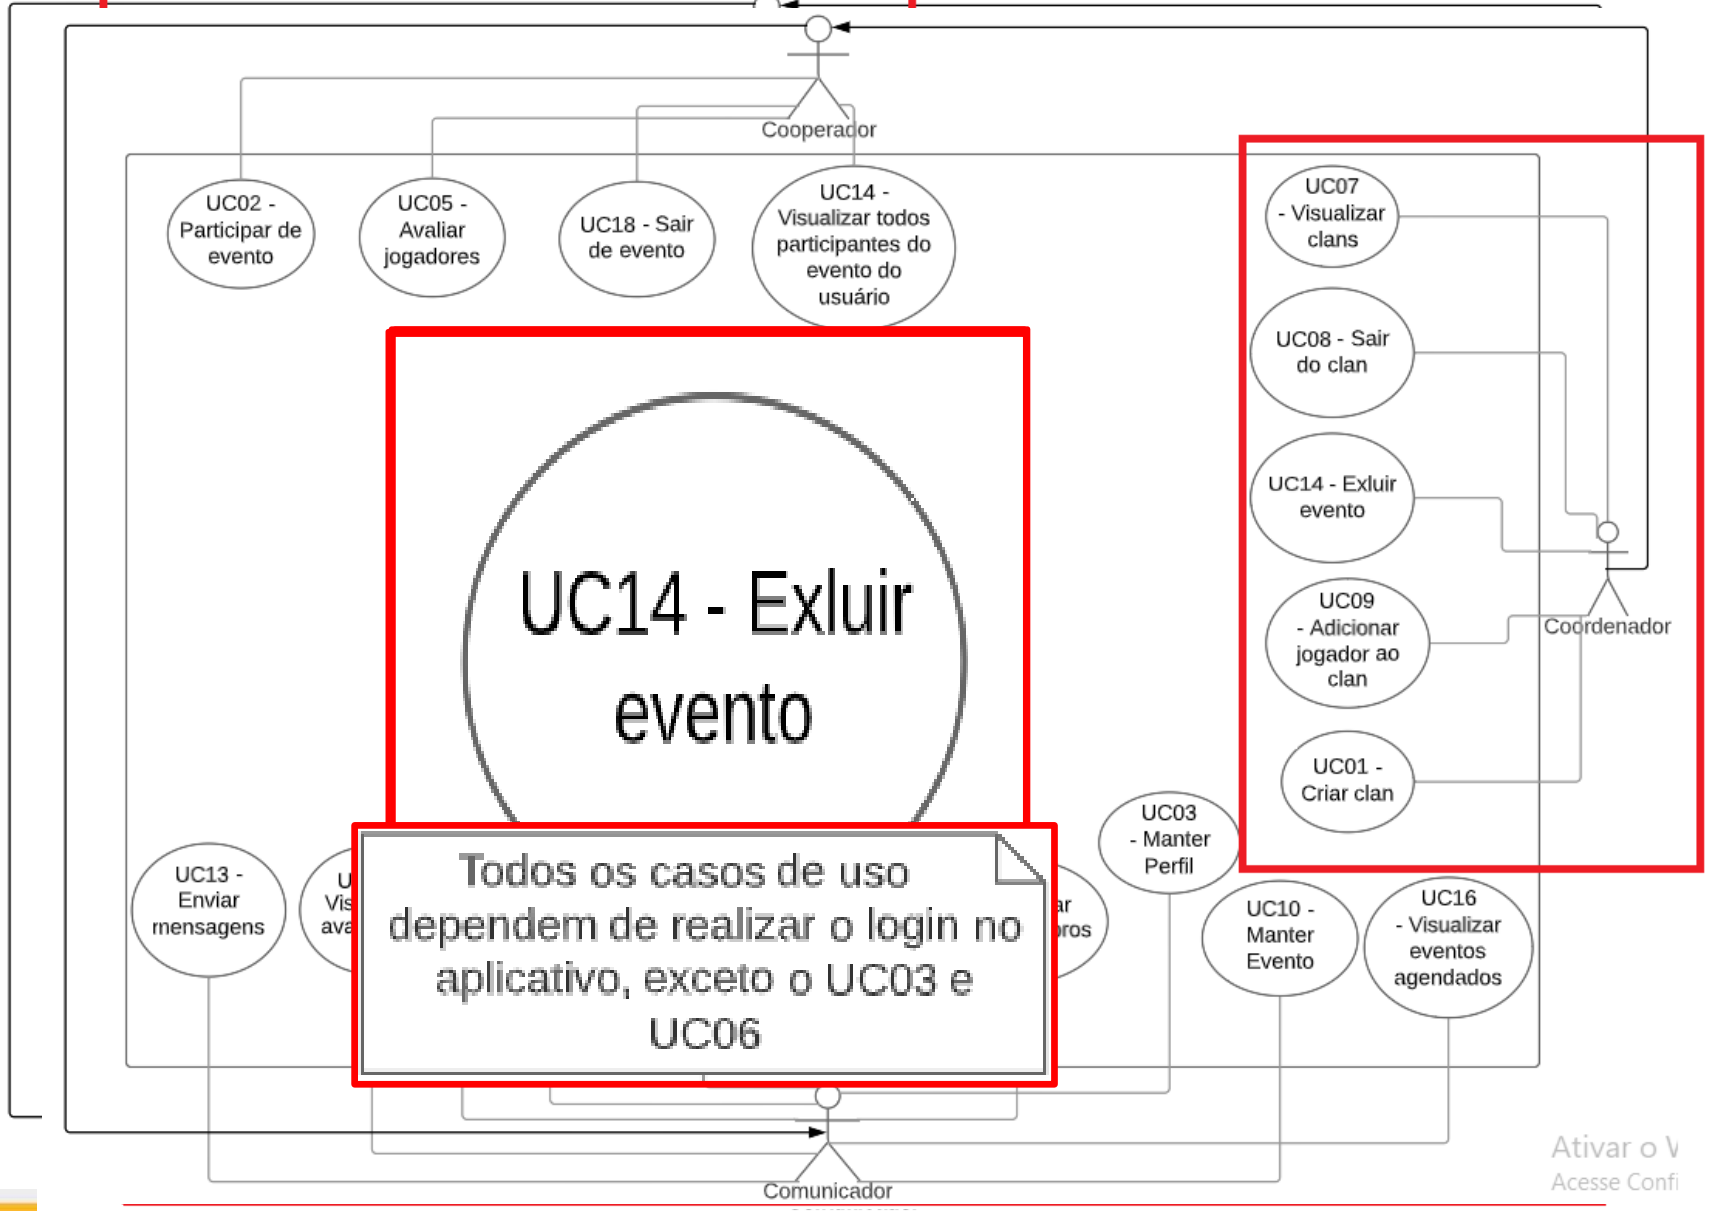 Cooperador
UC02 -
Participar de
evento
UC05 -
Avaliar
jogadores
UC18 - Sair
de evento
UC14 -
Visualizar todos
participantes do
evento do
usuário
UC07
- Visualizar
clans
UC08 - Sair
do clan
UC14 - Exluir
evento
UC09
- Adicionar
jogador ao
clan
UC01 -
Criar clan
Coordenador
UC14 - Exluir
evento
UC03
- Manter
Perfil
UC13 -
Enviar
mensagens
Todos os casos de uso
dependem de realizar o login no
aplicativo, exceto o UC03 e
UC06
UC10 -
Manter
Evento
UC16
- Visualizar
eventos
agendados
Comunicador
Ativar o
Acesse